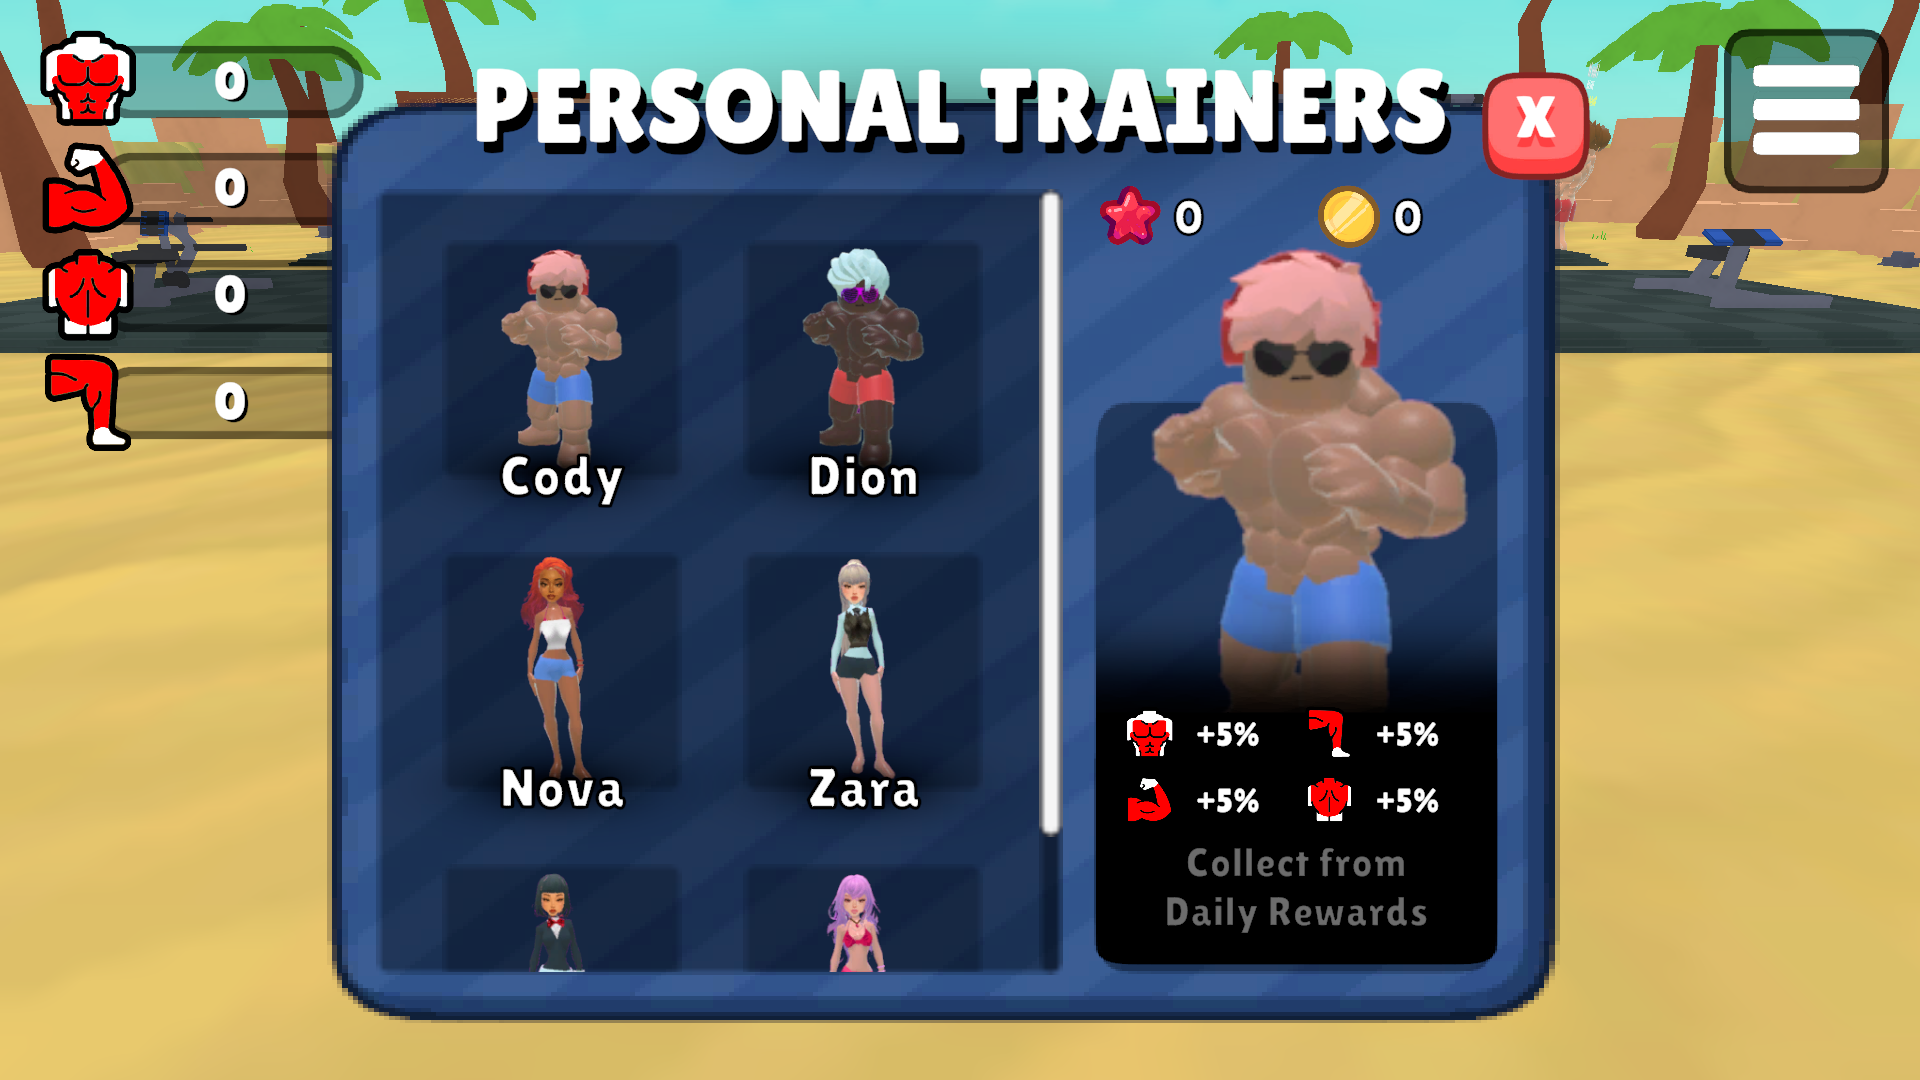 PERSONAL TRAINERS
X
0
0
0
0
0
0
Cody
Dion
Nova
Zara
+5%
+5%
+5%
+5%
Collect from
Daily Rewards